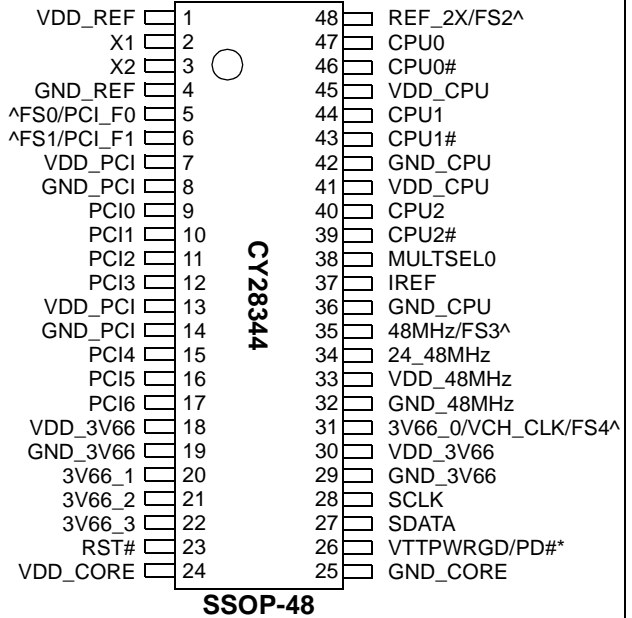 VDD_REF 1 48 REF_2X/FS2^
X1 2 47 CPU0
X2 3 46 CPU0#
GND_REF 4 45 VDD_CPU
^FS0/PCI_F0 5 44 CPU1
^FS1/PCI_F1 6 43 CPU1#
VDD_PCI 7 42 GND_CPU
GND_PCI 8 41 VDD_CPU
PCI0 9 40 CPU2
PCI1 10 39 CPU2#
PCI2 11 38 MULTSEL0
PCI3 12 37 IREF
VDD_PCI 13 36 GND_CPU
GND_PCI 14 35 48MHz/FS3^
PCI4 15 34 24_48MHz
PCI5 16 33 VDD_48MHz
PCI6 17 32 GND_48MHz
VDD_3V66 18 31 3V66_0/VCH_CLK/FS4^
GND_3V66 19 30 VDD_3V66
3V66_1 20 29 GND_3V66
3V66_2 21 28 SCLK
3V66_3 22 27 SDATA
RST# 23 26 VTTPWRGD/PD#*
VDD_CORE 24 25 GND_CORE
CY28344
SSOP-48